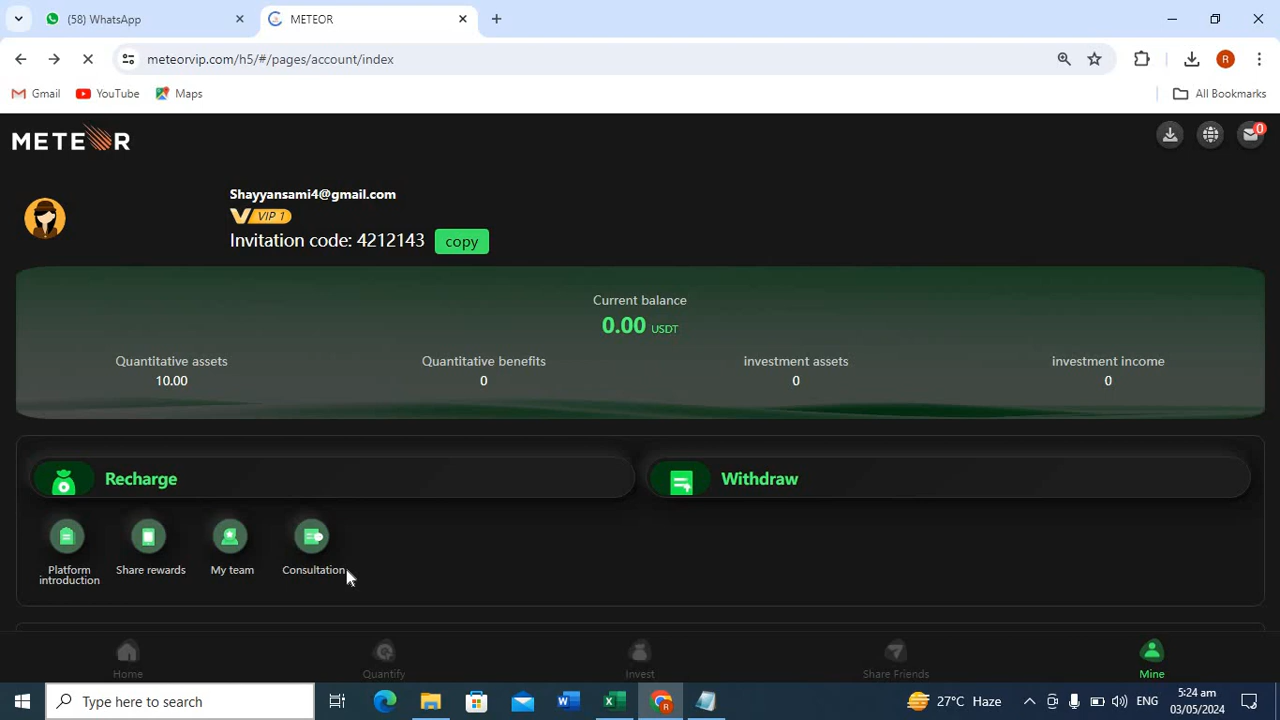 (58) WhatsApp
METEOR
meteorvip.com/h5/#/pages/account/index
R
Gmail
YouTube
Maps
All Bookmarks
METEOR
0
Shayyansami4@gmail.com
V VIP 1
Invitation code: 4212143
copy
Current balance
0.00 USDT
Quantitative assets
10.00
Quantitative benefits
0
investment assets
0
investment income
0
Recharge
Withdraw
Platform
introduction
Share rewards
My team
Consultation
Home
Quantify
Invest
Share Friends
Mine
Type here to search
27°C Haze
ENG
5:24 am
03/05/2024